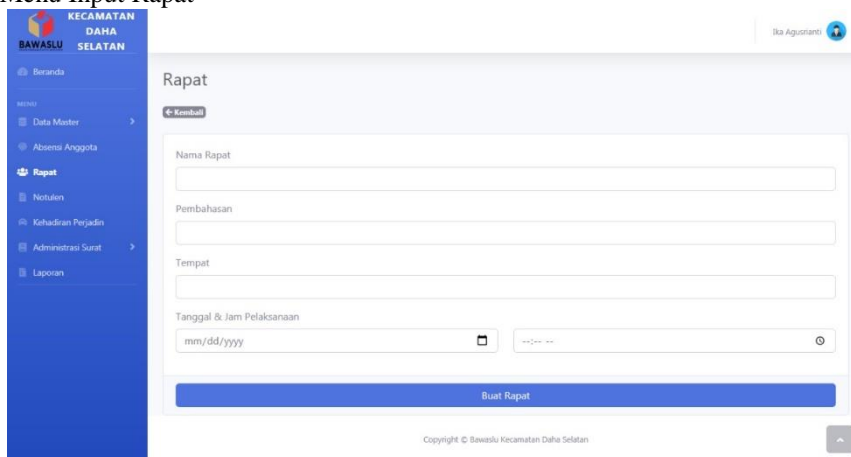 Menu Input Rapat
KECAMATAN
DAHA
SELATAN
BAWASLU
Ika Agusrianti
Beranda
MENU
Data Master
Absensi Anggota
Rapat
Notulen
Kehadiran Perjadin
Administrasi Surat
Laporan
Rapat
← Kembali
Nama Rapat
Pembahasan
Tempat
Tanggal & Jam Pelaksanaan
mm/dd/yyyy
--:-- --
Buat Rapat
Copyright © Bawaslu Kecamatan Daha Selatan